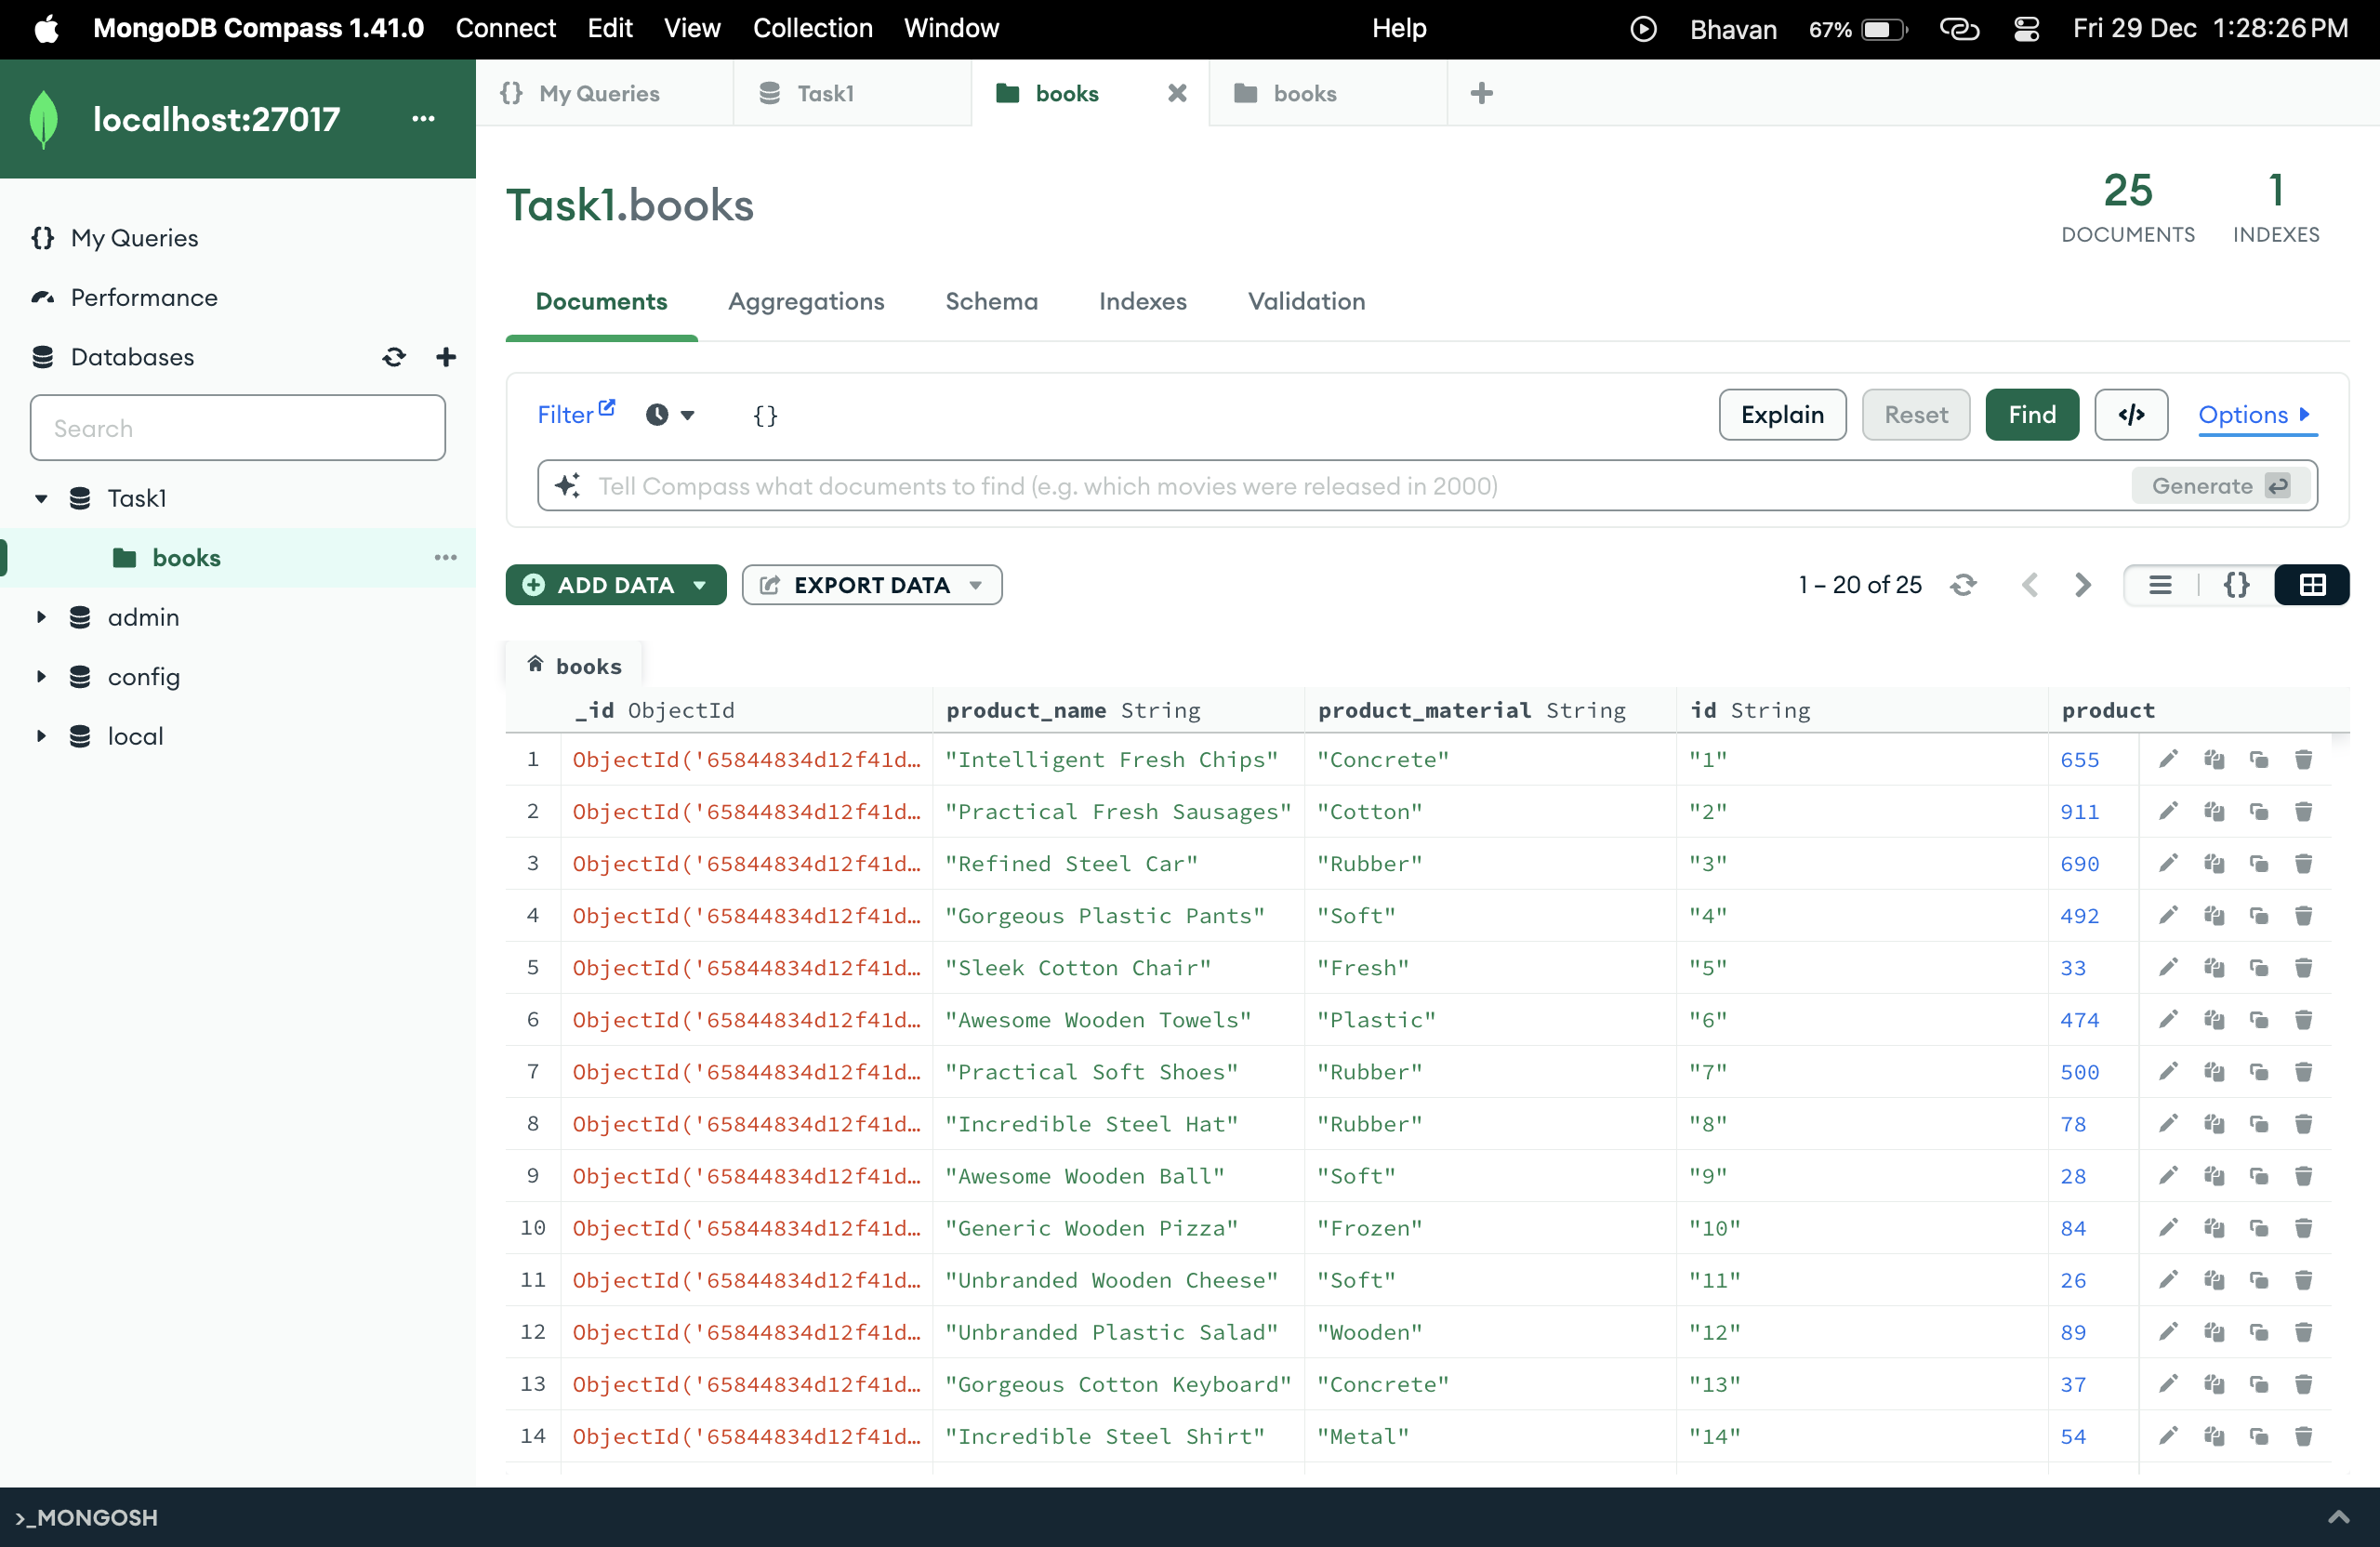 MongoDB Compass 1.41.0 Connect Edit View Collection Window Help Bhavan 67% Fri 29 Dec 1:28:26 PM
localhost:27017 ...
{} My Queries Task1 books books
Task1.books
25 DOCUMENTS
1 INDEXES
{} My Queries
Performance
Databases
Search
Task1
books ...
admin
config
local
Documents Aggregations Schema Indexes Validation
Filter {} Explain Reset Find </> Options
Tell Compass what documents to find (e.g. which movies were released in 2000) Generate
ADD DATA EXPORT DATA 1 – 20 of 25 {}
books
_id ObjectId product_name String product_material String id String product
1 ObjectId('65844834d12f41d… "Intelligent Fresh Chips" "Concrete" "1" 655
2 ObjectId('65844834d12f41d… "Practical Fresh Sausages" "Cotton" "2" 911
3 ObjectId('65844834d12f41d… "Refined Steel Car" "Rubber" "3" 690
4 ObjectId('65844834d12f41d… "Gorgeous Plastic Pants" "Soft" "4" 492
5 ObjectId('65844834d12f41d… "Sleek Cotton Chair" "Fresh" "5" 33
6 ObjectId('65844834d12f41d… "Awesome Wooden Towels" "Plastic" "6" 474
7 ObjectId('65844834d12f41d… "Practical Soft Shoes" "Rubber" "7" 500
8 ObjectId('65844834d12f41d… "Incredible Steel Hat" "Rubber" "8" 78
9 ObjectId('65844834d12f41d… "Awesome Wooden Ball" "Soft" "9" 28
10 ObjectId('65844834d12f41d… "Generic Wooden Pizza" "Frozen" "10" 84
11 ObjectId('65844834d12f41d… "Unbranded Wooden Cheese" "Soft" "11" 26
12 ObjectId('65844834d12f41d… "Unbranded Plastic Salad" "Wooden" "12" 89
13 ObjectId('65844834d12f41d… "Gorgeous Cotton Keyboard" "Concrete" "13" 37
14 ObjectId('65844834d12f41d… "Incredible Steel Shirt" "Metal" "14" 54
>_MONGOSH